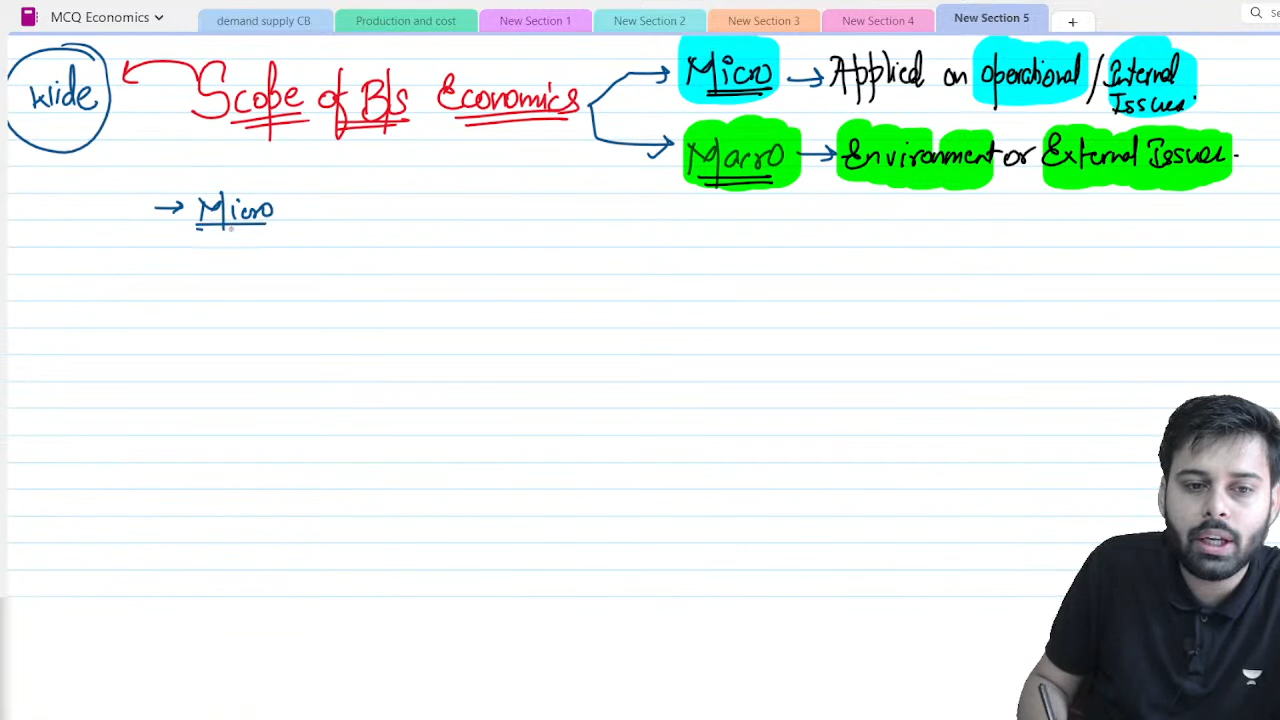 MCQ Economics
demand supply CB
Production and cost
New Section 1
New Section 2
New Section 3
New Section 4
New Section 5
+
Se
Wide
Scope of B/s Economics
Micro → Applied on operational / Internal Issues.
Macro → Environment or External Issues.
→ Micro